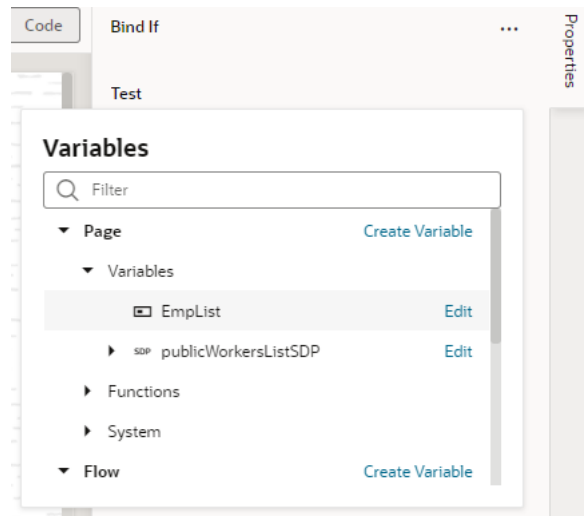 Code
Bind If
...
Properties
Test
Variables
Filter
Page Create Variable
Variables
EmpList Edit
SDP publicWorkersListSDP Edit
Functions
System
Flow Create Variable